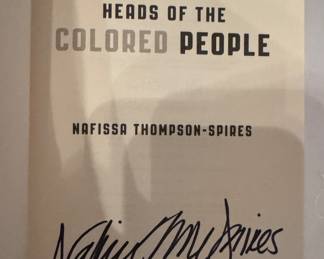 HEADS OF THE
COLORED PEOPLE
NAFISSA THOMPSON-SPIRES